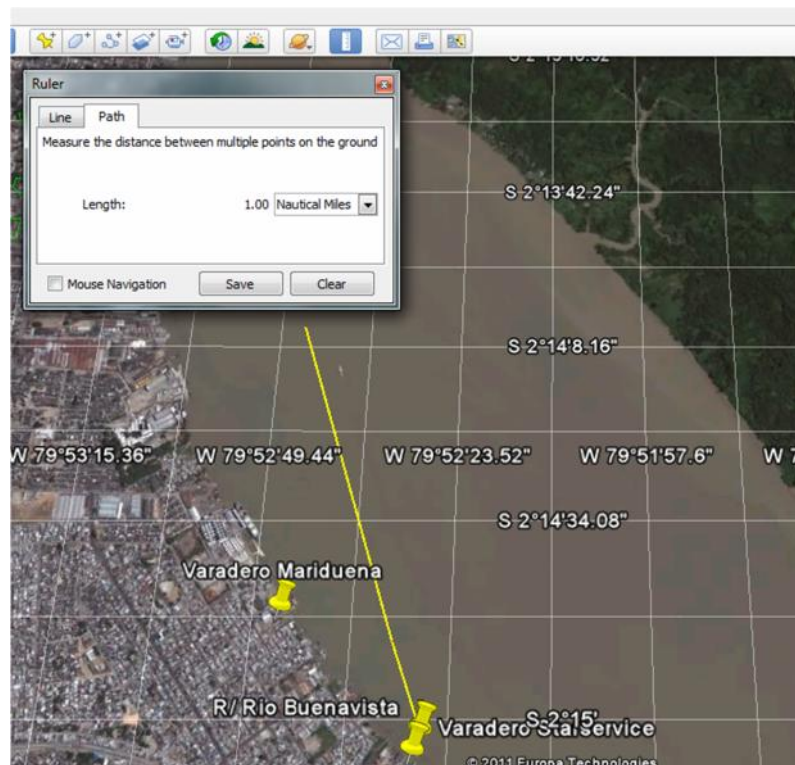 Ruler
Line Path
Measure the distance between multiple points on the ground
Length: 1.00 Nautical Miles
Mouse Navigation Save Clear
S 2°13'42.24"
S 2°14'8.16"
W 79°53'15.36" W 79°52'49.44" W 79°52'23.52" W 79°51'57.6" W 7
S 2°14'34.08"
Varadero Mariduena
R/ Rio Buenavista
S 2°15'
Varadero StarService
© 2011 Europa Technologies